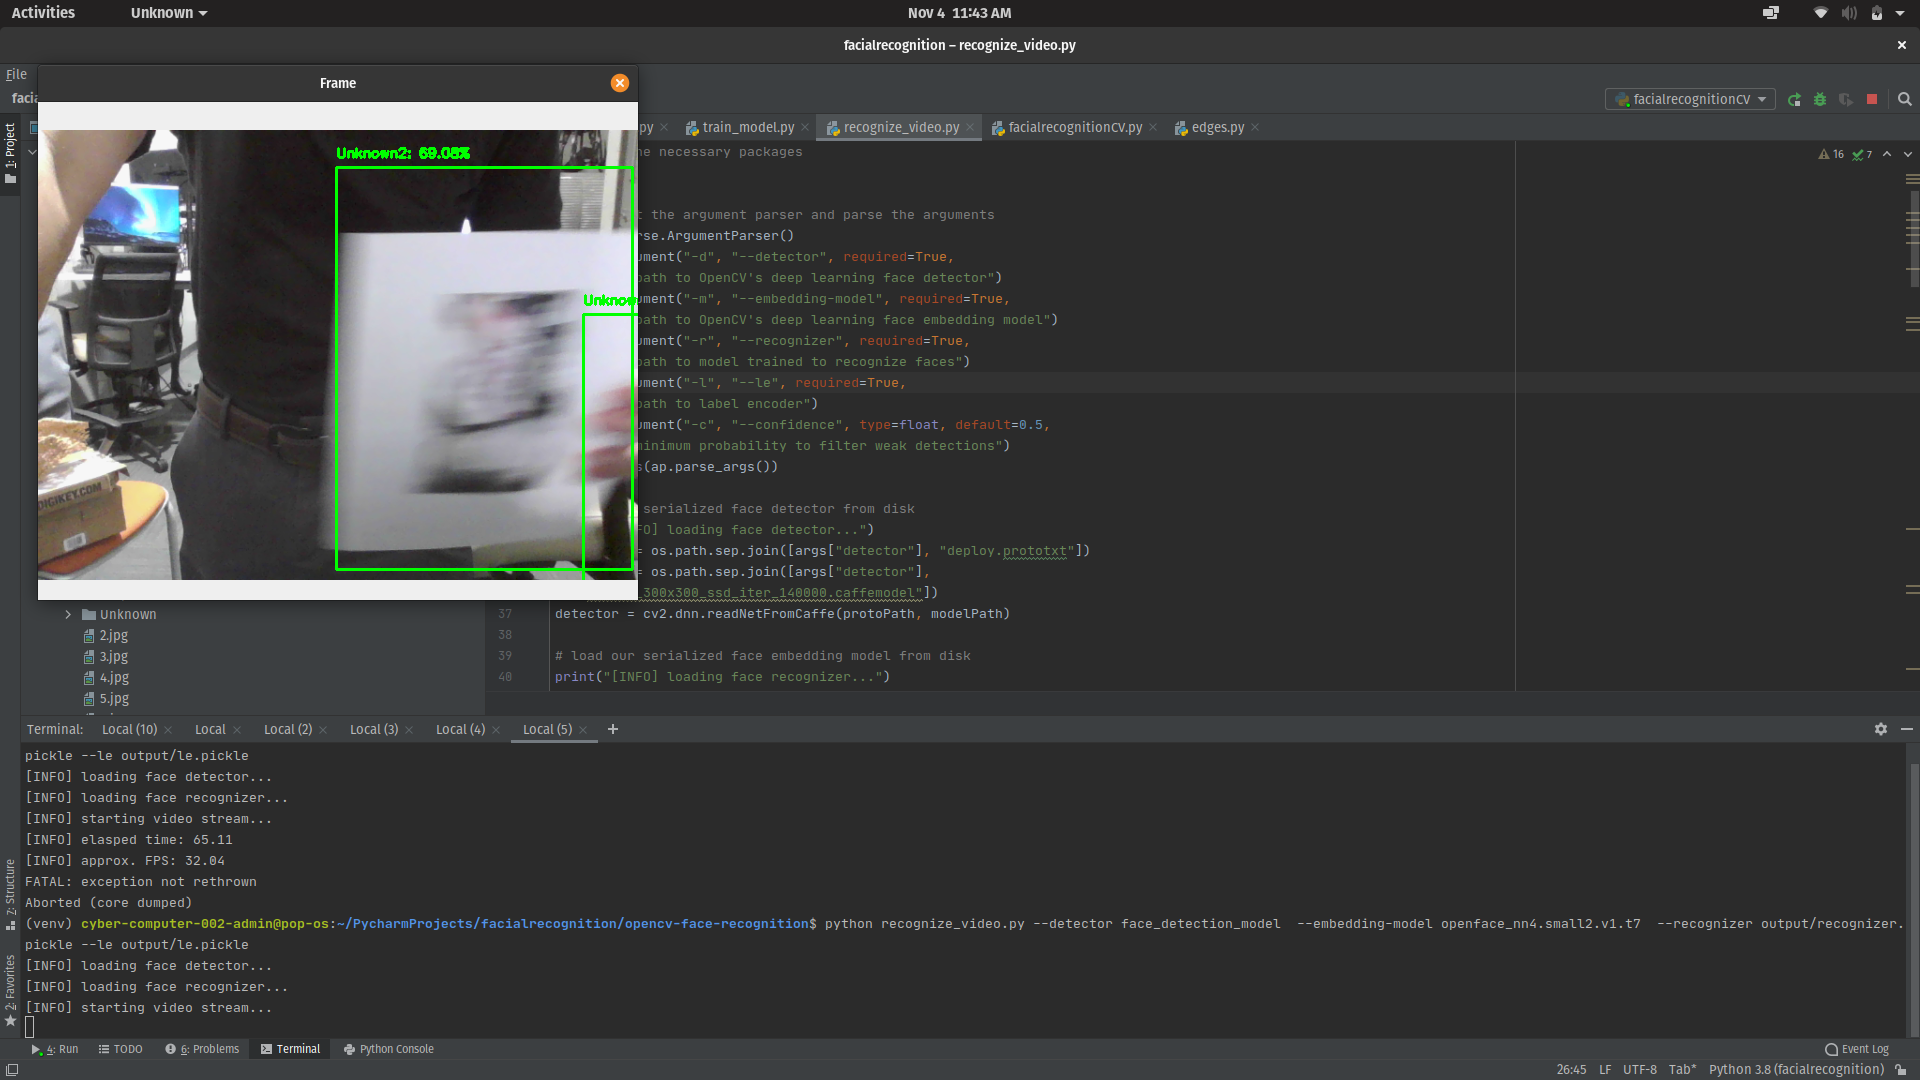 Activities
Unknown
Nov 4 11:43 AM
facialrecognition – recognize_video.py
File
Frame
facia
facialrecognitionCV
1: Project
py
train_model.py
recognize_video.py
facialrecognitionCV.py
edges.py
Unknown2: 69.08%
ne necessary packages
16
7
t the argument parser and parse the arguments
rse.ArgumentParser()
ument("-d", "--detector", required=True,
path to OpenCV's deep learning face detector")
ument("-m", "--embedding-model", required=True,
Unknow
path to OpenCV's deep learning face embedding model")
ument("-r", "--recognizer", required=True,
path to model trained to recognize faces")
ument("-l", "--le", required=True,
path to label encoder")
ument("-c", "--confidence", type=float, default=0.5,
minimum probability to filter weak detections")
s(ap.parse_args())
DIGIKEY.COM
serialized face detector from disk
FO] loading face detector...")
= os.path.sep.join([args["detector"], "deploy.prototxt"])
= os.path.sep.join([args["detector"],
_300x300_ssd_iter_140000.caffemodel"])
Unknown
37 detector = cv2.dnn.readNetFromCaffe(protoPath, modelPath)
2.jpg
38
3.jpg
39 # load our serialized face embedding model from disk
4.jpg
40 print("[INFO] loading face recognizer...")
5.jpg
Terminal: Local (10) Local Local (2) Local (3) Local (4) Local (5)
pickle --le output/le.pickle
[INFO] loading face detector...
[INFO] loading face recognizer...
[INFO] starting video stream...
[INFO] elasped time: 65.11
[INFO] approx. FPS: 32.04
FATAL: exception not rethrown
Aborted (core dumped)
(venv) cyber-computer-002-admin@pop-os:~/PycharmProjects/facialrecognition/opencv-face-recognition$ python recognize_video.py --detector face_detection_model  --embedding-model openface_nn4.small2.v1.t7  --recognizer output/recognizer.
pickle --le output/le.pickle
[INFO] loading face detector...
[INFO] loading face recognizer...
[INFO] starting video stream...
7: Structure
2: Favorites
4: Run TODO 6: Problems Terminal Python Console Event Log
26:45 LF UTF-8 Tab* Python 3.8 (facialrecognition)